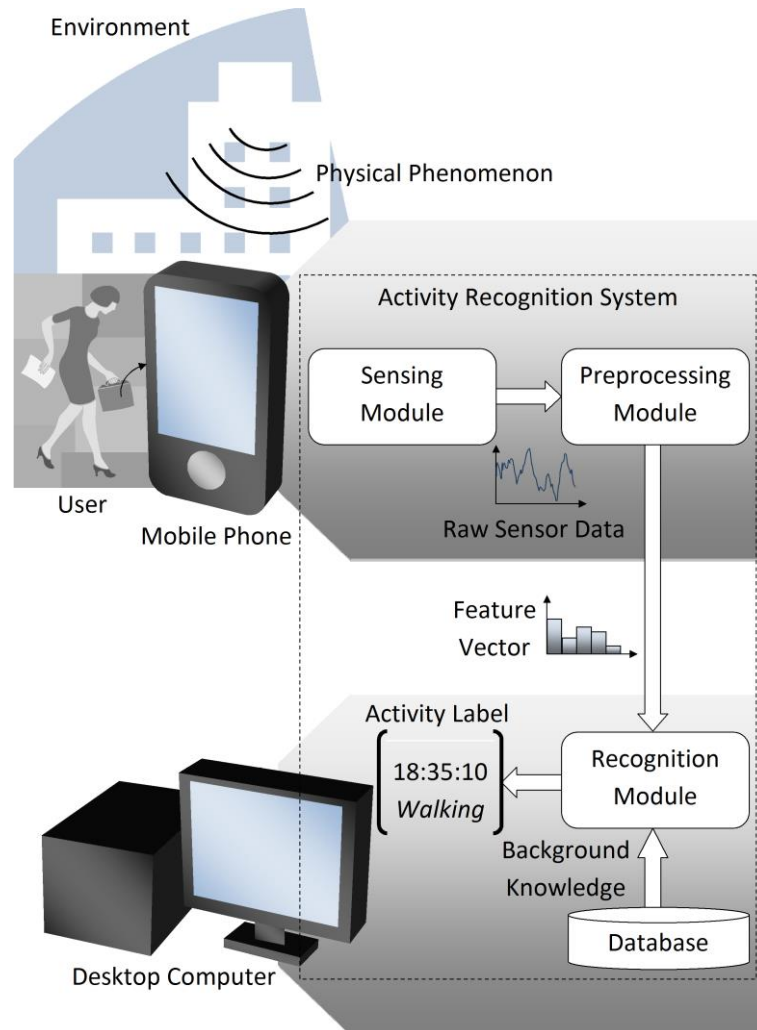 Environment
Physical Phenomenon
Activity Recognition System
Sensing
Module
Preprocessing
Module
User
Mobile Phone
Raw Sensor Data
Feature
Vector
Activity Label
18:35:10
Walking
Recognition
Module
Background
Knowledge
Database
Desktop Computer